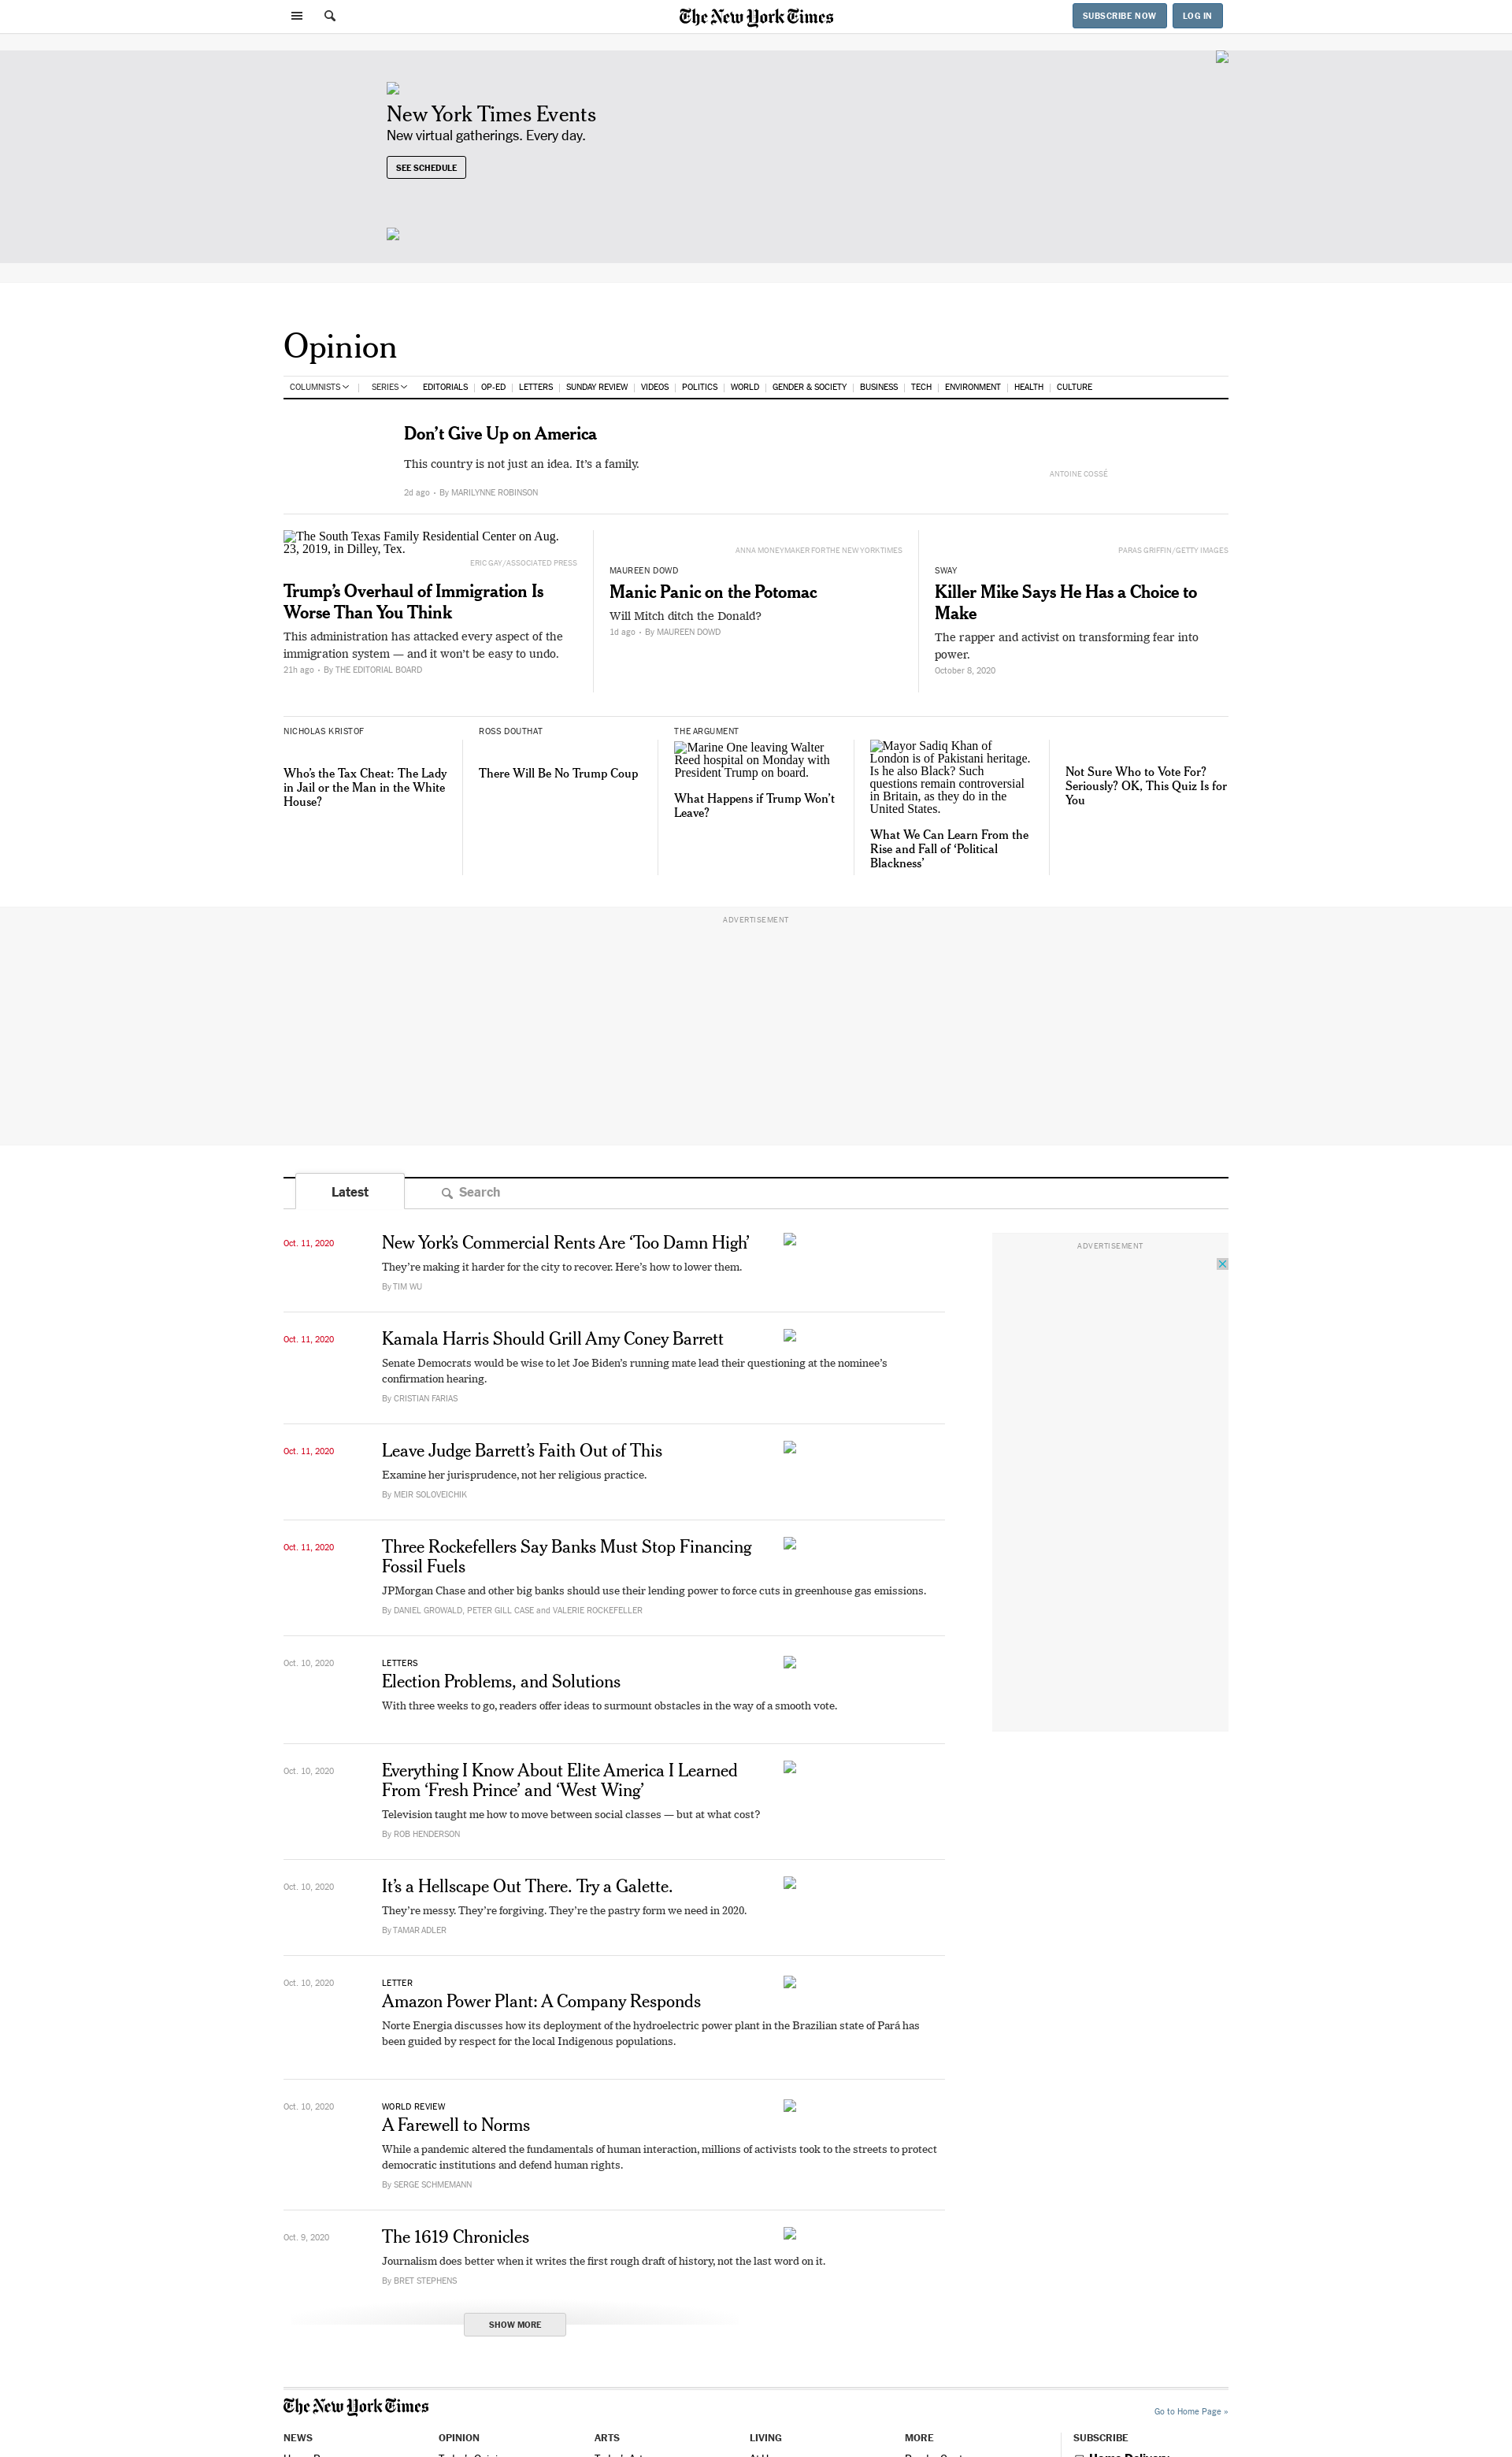 The New York Times
SUBSCRIBE NOW
LOG IN
New York Times Events
New virtual gatherings. Every day.
SEE SCHEDULE
Opinion
COLUMNISTS
SERIES
EDITORIALS
OP-ED
LETTERS
SUNDAY REVIEW
VIDEOS
POLITICS
WORLD
GENDER & SOCIETY
BUSINESS
TECH
ENVIRONMENT
HEALTH
CULTURE
Don’t Give Up on America
This country is not just an idea. It’s a family.
2d ago • By MARILYNNE ROBINSON
ANTOINE COSSÉ
The South Texas Family Residential Center on Aug.
23, 2019, in Dilley, Tex.
ERIC GAY/ASSOCIATED PRESS
Trump’s Overhaul of Immigration Is
Worse Than You Think
This administration has attacked every aspect of the
immigration system — and it won’t be easy to undo.
21h ago • By THE EDITORIAL BOARD
ANNA MONEYMAKER FOR THE NEW YORK TIMES
MAUREEN DOWD
Manic Panic on the Potomac
Will Mitch ditch the Donald?
1d ago • By MAUREEN DOWD
PARAS GRIFFIN/GETTY IMAGES
SWAY
Killer Mike Says He Has a Choice to
Make
The rapper and activist on transforming fear into
power.
October 8, 2020
NICHOLAS KRISTOF
Who’s the Tax Cheat: The Lady
in Jail or the Man in the White
House?
ROSS DOUTHAT
There Will Be No Trump Coup
THE ARGUMENT
Marine One leaving Walter
Reed hospital on Monday with
President Trump on board.
What Happens if Trump Won’t
Leave?
Mayor Sadiq Khan of
London is of Pakistani heritage.
Is he also Black? Such
questions remain controversial
in Britain, as they do in the
United States.
What We Can Learn From the
Rise and Fall of ‘Political
Blackness’
Not Sure Who to Vote For?
Seriously? OK, This Quiz Is for
You
ADVERTISEMENT
Latest
Search
Oct. 11, 2020
New York’s Commercial Rents Are ‘Too Damn High’
They’re making it harder for the city to recover. Here’s how to lower them.
By TIM WU
ADVERTISEMENT
Oct. 11, 2020
Kamala Harris Should Grill Amy Coney Barrett
Senate Democrats would be wise to let Joe Biden’s running mate lead their questioning at the nominee’s
confirmation hearing.
By CRISTIAN FARIAS
Oct. 11, 2020
Leave Judge Barrett’s Faith Out of This
Examine her jurisprudence, not her religious practice.
By MEIR SOLOVEICHIK
Oct. 11, 2020
Three Rockefellers Say Banks Must Stop Financing
Fossil Fuels
JPMorgan Chase and other big banks should use their lending power to force cuts in greenhouse gas emissions.
By DANIEL GROWALD, PETER GILL CASE and VALERIE ROCKEFELLER
Oct. 10, 2020
LETTERS
Election Problems, and Solutions
With three weeks to go, readers offer ideas to surmount obstacles in the way of a smooth vote.
Oct. 10, 2020
Everything I Know About Elite America I Learned
From ‘Fresh Prince’ and ‘West Wing’
Television taught me how to move between social classes — but at what cost?
By ROB HENDERSON
Oct. 10, 2020
It’s a Hellscape Out There. Try a Galette.
They’re messy. They’re forgiving. They’re the pastry form we need in 2020.
By TAMAR ADLER
Oct. 10, 2020
LETTER
Amazon Power Plant: A Company Responds
Norte Energia discusses how its deployment of the hydroelectric power plant in the Brazilian state of Pará has
been guided by respect for the local Indigenous populations.
Oct. 10, 2020
WORLD REVIEW
A Farewell to Norms
While a pandemic altered the fundamentals of human interaction, millions of activists took to the streets to protect
democratic institutions and defend human rights.
By SERGE SCHMEMANN
Oct. 9, 2020
The 1619 Chronicles
Journalism does better when it writes the first rough draft of history, not the last word on it.
By BRET STEPHENS
SHOW MORE
The New York Times
Go to Home Page »
NEWS
OPINION
ARTS
LIVING
MORE
SUBSCRIBE